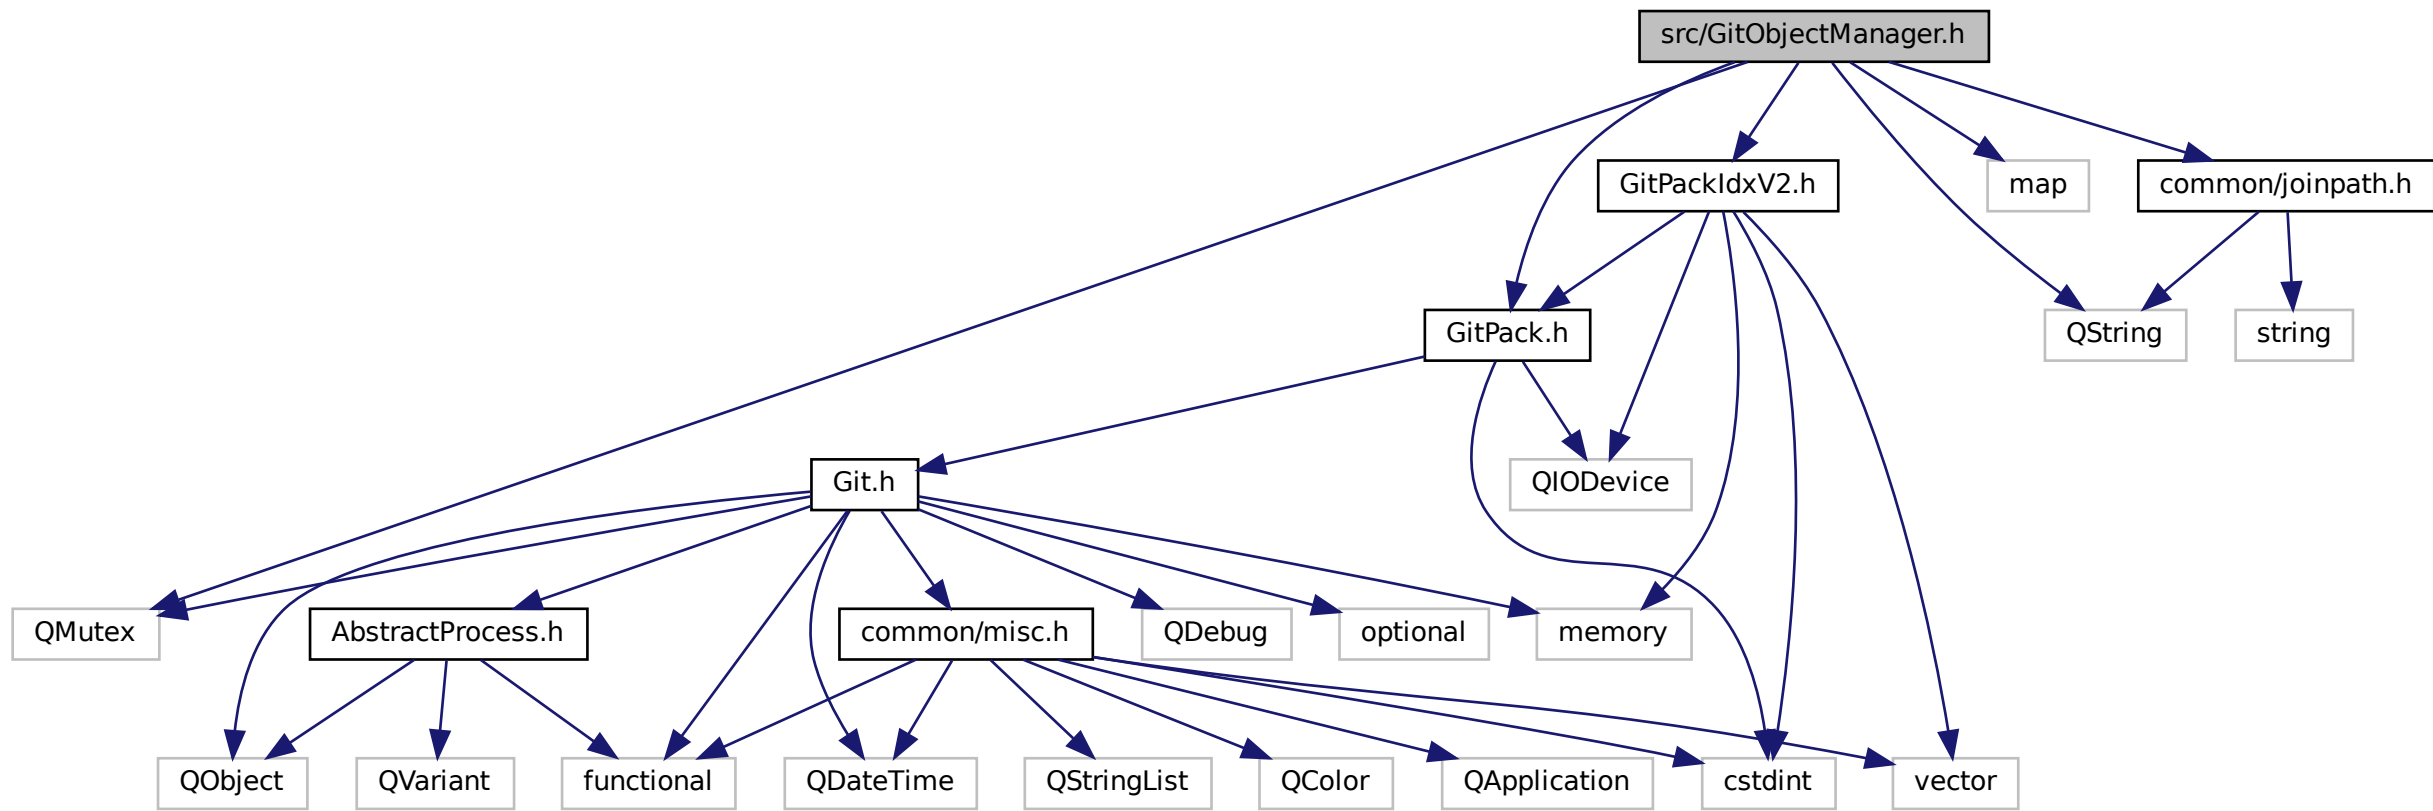 src/GitObjectManager.h
GitPackIdxV2.h
map
common/joinpath.h
GitPack.h
QString
string
Git.h
QIODevice
QMutex
AbstractProcess.h
common/misc.h
QDebug
optional
memory
QObject
QVariant
functional
QDateTime
QStringList
QColor
QApplication
cstdint
vector